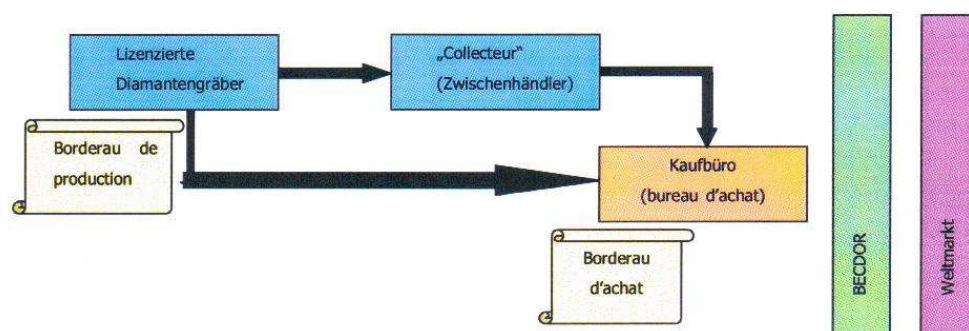 Lizenzierte
Diamantengräber
„Collecteur“
(Zwischenhändler)
Borderau de
production
Kaufbüro
(bureau d'achat)
Borderau
d'achat
BECDOR
Weltmarkt